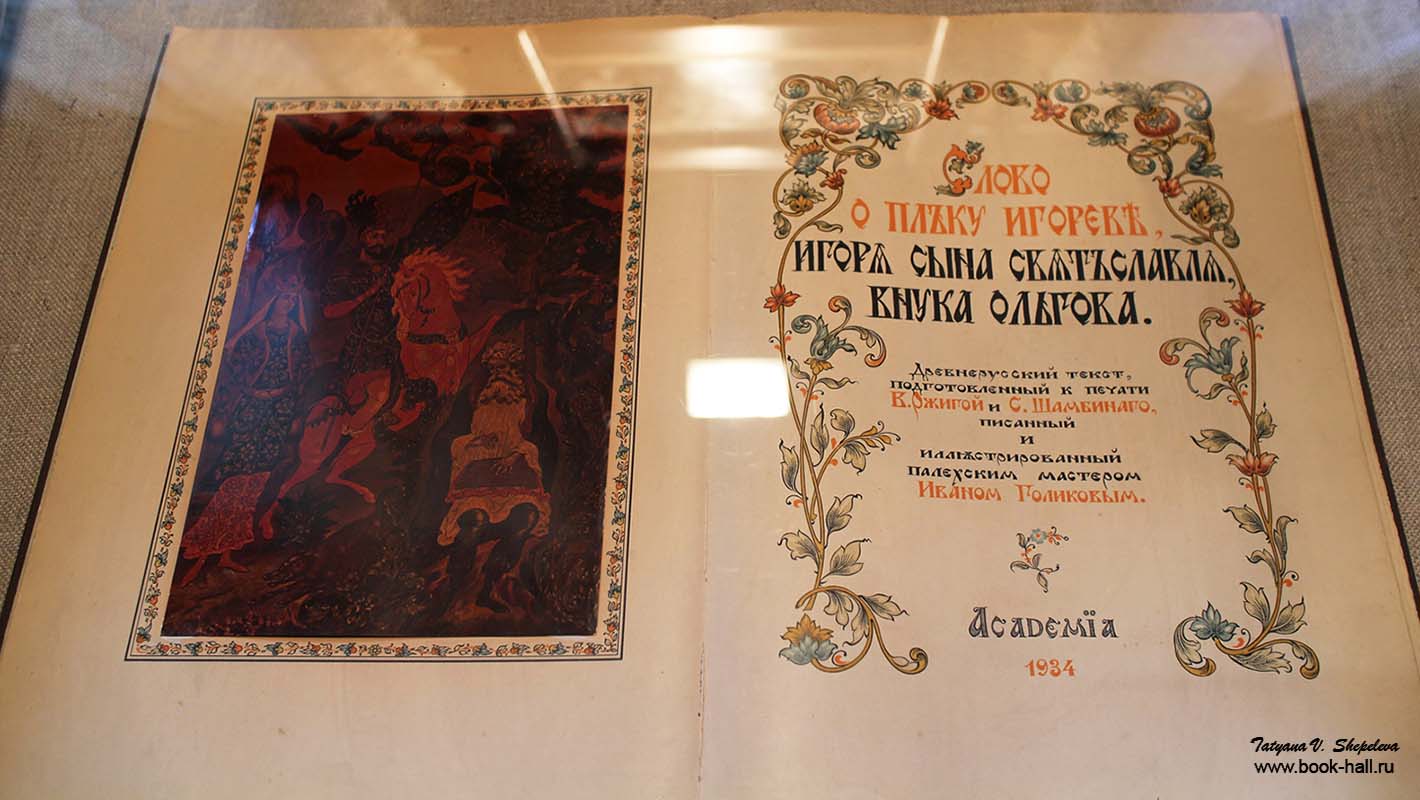 Слово
о плъку игоревѣ,
игоря сына святъславля,
внука ольгова.
Древнерусский текст,
подготовленный к печати
В. Ржигой и С. Шамбинаго,
писанный
и
иллюстрированный
палехским мастером
Иваном Голиковым.
Academïa
1934
Tatyana V. Shepeleva
www.book-hall.ru